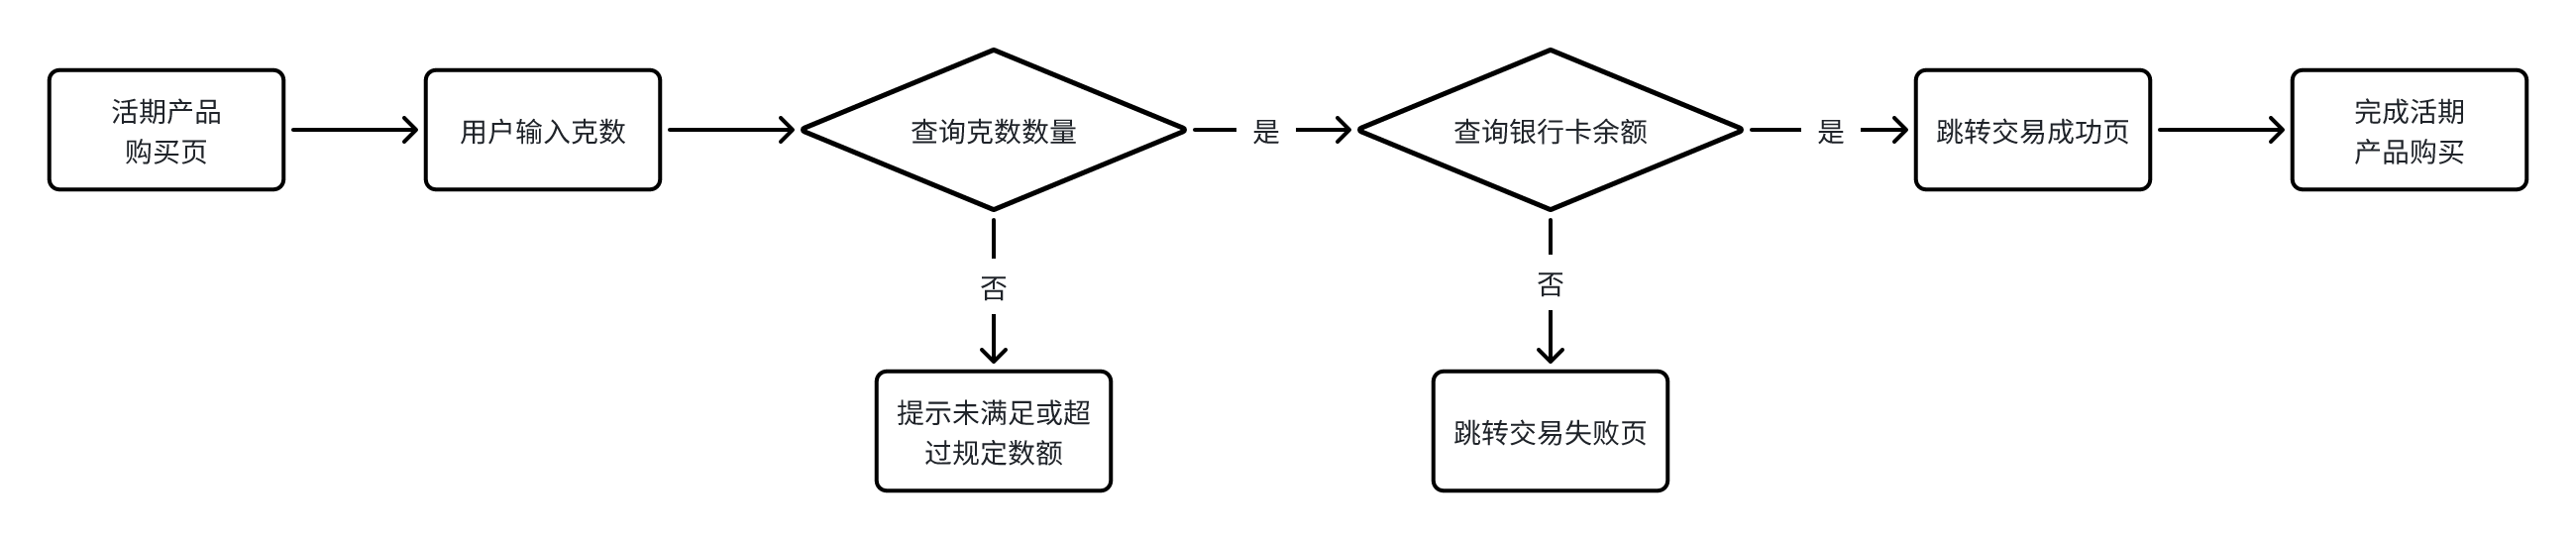 活期产品
购买页
用户输入克数
查询克数数量
是
查询银行卡余额
是
跳转交易成功页
完成活期
产品购买
否
否
提示未满足或超
过规定数额
跳转交易失败页